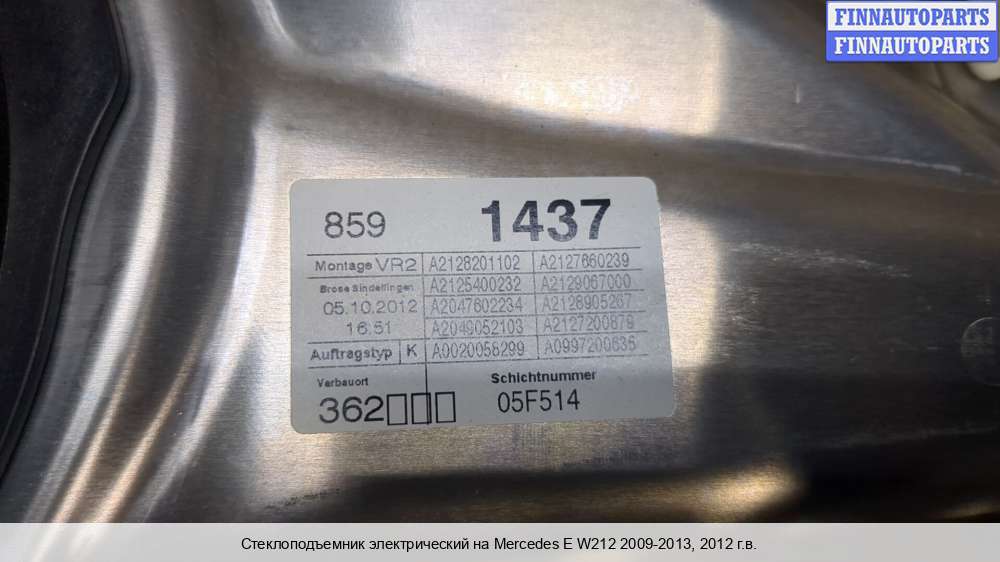 FINNAUTOPARTS
FINNAUTOPARTS
859 1437
Montage VR2 A2128201102 A2127660239
Brose Sindelfingen A2125400232 A2129067000
05.10.2012 A2047602234 A2128905267
16:51 A2049052103 A2127200879
Auftragstyp K A0020058299 A0997200635
Verbauort Schichtnummer
362□□□ 05F514
Стеклоподъемник электрический на Mercedes E W212 2009-2013, 2012 г.в.